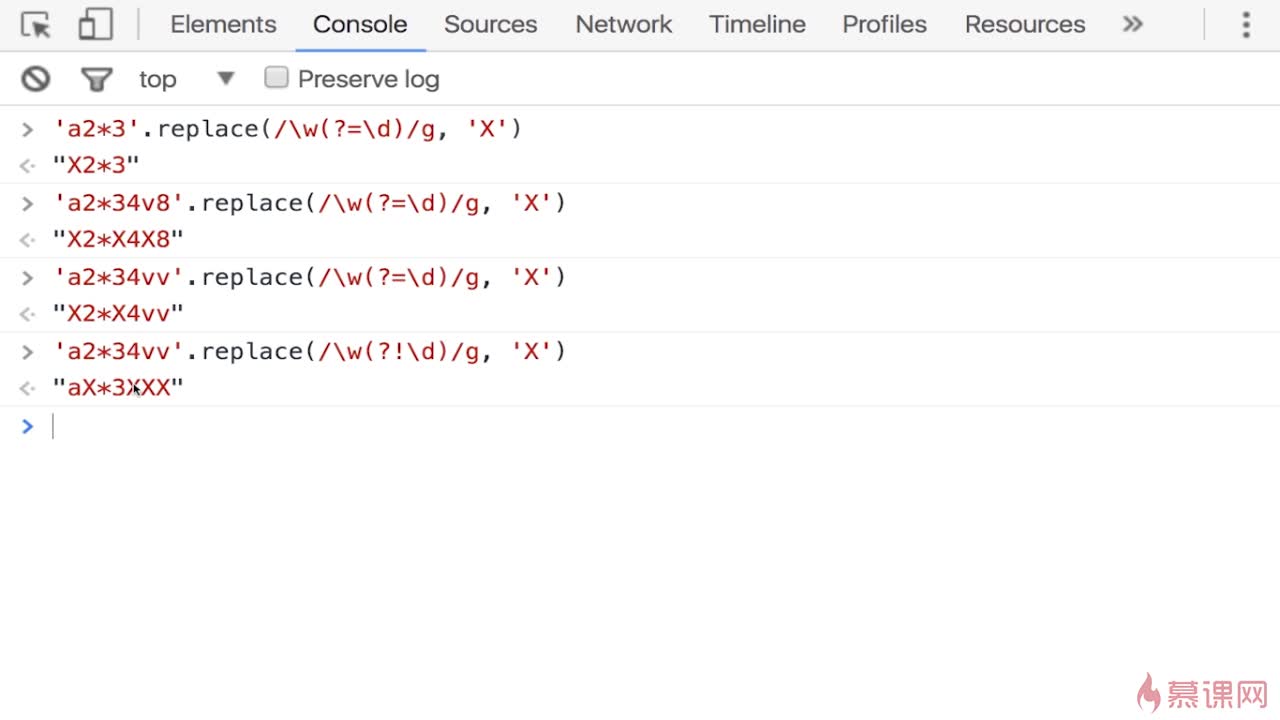 Elements Console Sources Network Timeline Profiles Resources »
top ▼ Preserve log
> 'a2*3'.replace(/\w(?=\d)/g, 'X')
"X2*3"
> 'a2*34v8'.replace(/\w(?=\d)/g, 'X')
"X2*X4X8"
> 'a2*34vv'.replace(/\w(?=\d)/g, 'X')
"X2*X4vv"
> 'a2*34vv'.replace(/\w(?!\d)/g, 'X')
"aX*3XXX"
>
慕课网